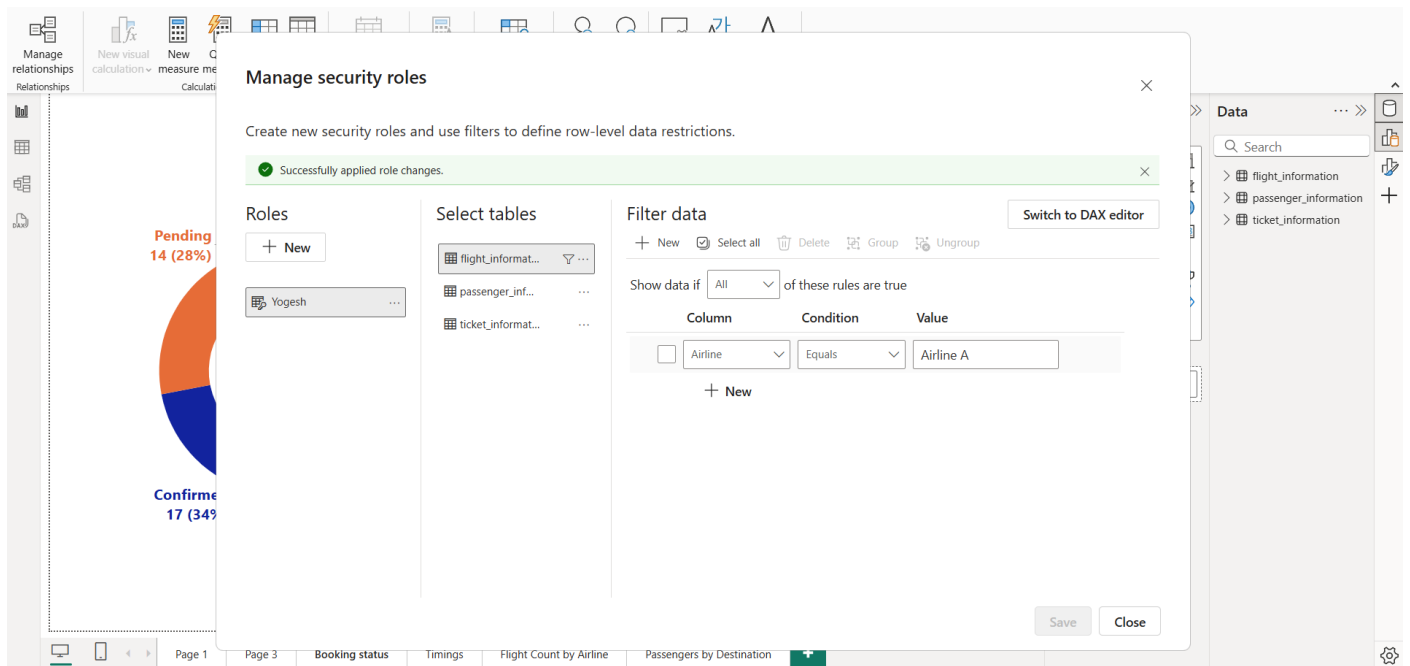 Manage
relationships
Relationships
New visual
calculation
New
measure
Calculati
Manage security roles
Create new security roles and use filters to define row-level data restrictions.
Successfully applied role changes.
Roles
New
Yogesh
...
Select tables
flight_informat...
...
passenger_inf...
...
ticket_informat...
...
Filter data
Switch to DAX editor
New Select all Delete Group Ungroup
Show data if All of these rules are true
Column Condition Value
Airline Equals Airline A
New
Save Close
Pending
14 (28%)
Confirme
17 (34%
Data
...
Search
flight_information
passenger_information
ticket_information
Page 1 Page 3 Booking status Timings Flight Count by Airline Passengers by Destination